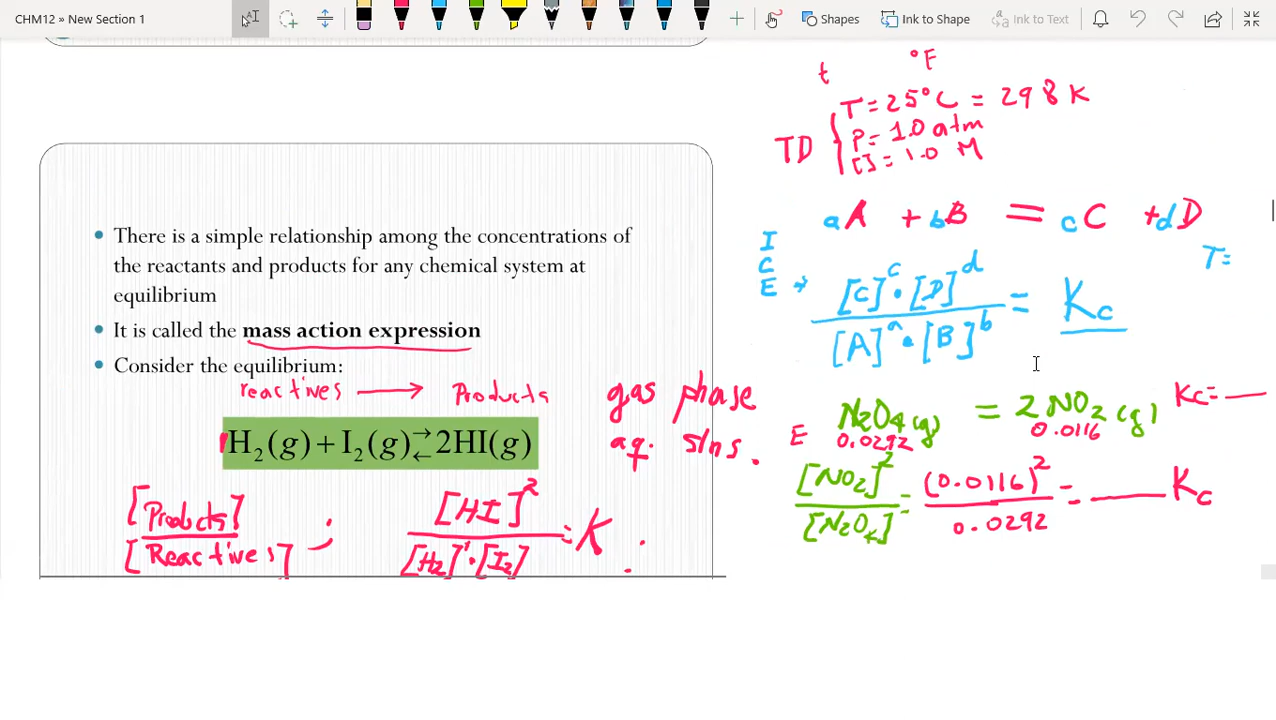 CHM12 » New Section 1
Shapes
Ink to Shape
Ink to Text
There is a simple relationship among the concentrations of
the reactants and products for any chemical system at
equilibrium
It is called the mass action expression
Consider the equilibrium:
reactives → Products
gas phase
H₂(g) + I₂(g) ⇄ 2HI(g)
aq. slns.
[Products]
[Reactives]
[HI]² / [H₂]¹·[I₂] = K
t
°F
T = 25°C = 298 K
TD { P = 1.0 atm
[] = 1.0 M
aA + bB = cC + dD
I
C
E →
T=
[C]ᶜ·[D]ᵈ / [A]ᵃ·[B]ᵇ = Kc
N₂O₄(g) = 2NO₂(g)
Kc=
E 0.0292 0.0116
[NO₂]² / [N₂O₄] = (0.0116)² / 0.0292 = ____ Kc